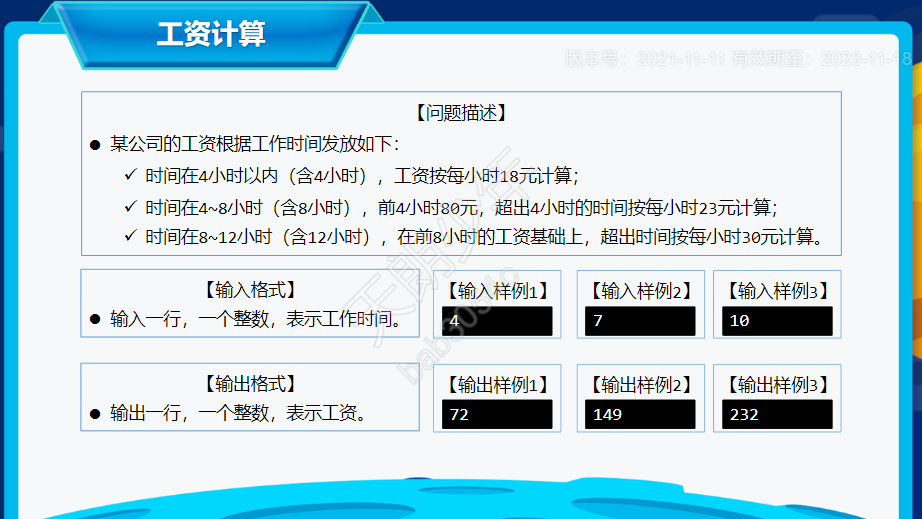 工资计算
版本号：2021-11-11 有效期至：2023-11-18
【问题描述】
● 某公司的工资根据工作时间发放如下：
✓ 时间在4小时以内（含4小时），工资按每小时18元计算；
✓ 时间在4~8小时（含8小时），前4小时80元，超出4小时的时间按每小时23元计算；
✓ 时间在8~12小时（含12小时），在前8小时的工资基础上，超出时间按每小时30元计算。
【输入格式】
● 输入一行，一个整数，表示工作时间。
【输入样例1】
4
【输入样例2】
7
【输入样例3】
10
【输出格式】
● 输出一行，一个整数，表示工资。
【输出样例1】
72
【输出样例2】
149
【输出样例3】
232